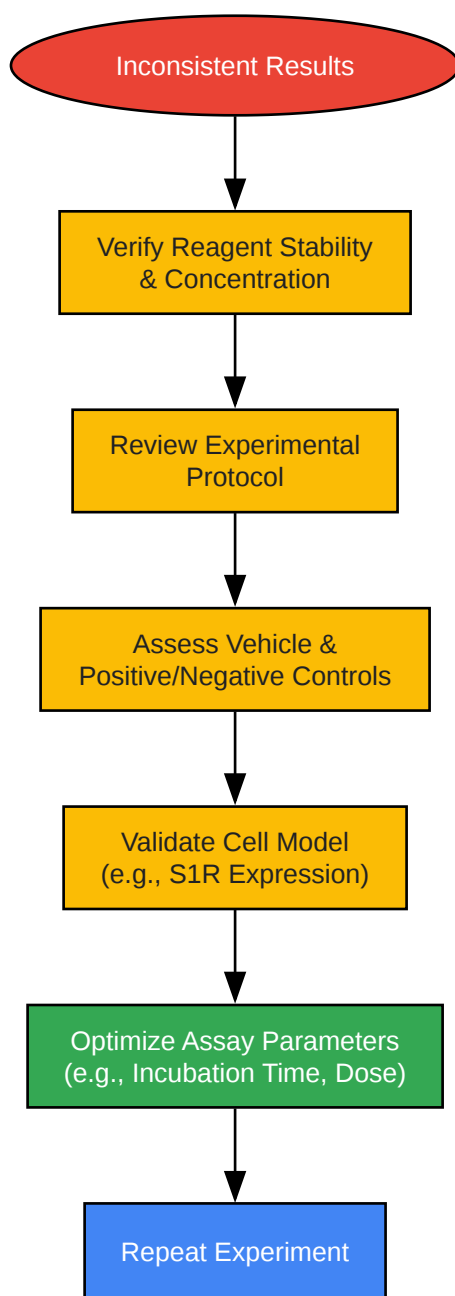 Inconsistent Results
Verify Reagent Stability
& Concentration
Review Experimental
Protocol
Assess Vehicle &
Positive/Negative Controls
Validate Cell Model
(e.g., S1R Expression)
Optimize Assay Parameters
(e.g., Incubation Time, Dose)
Repeat Experiment